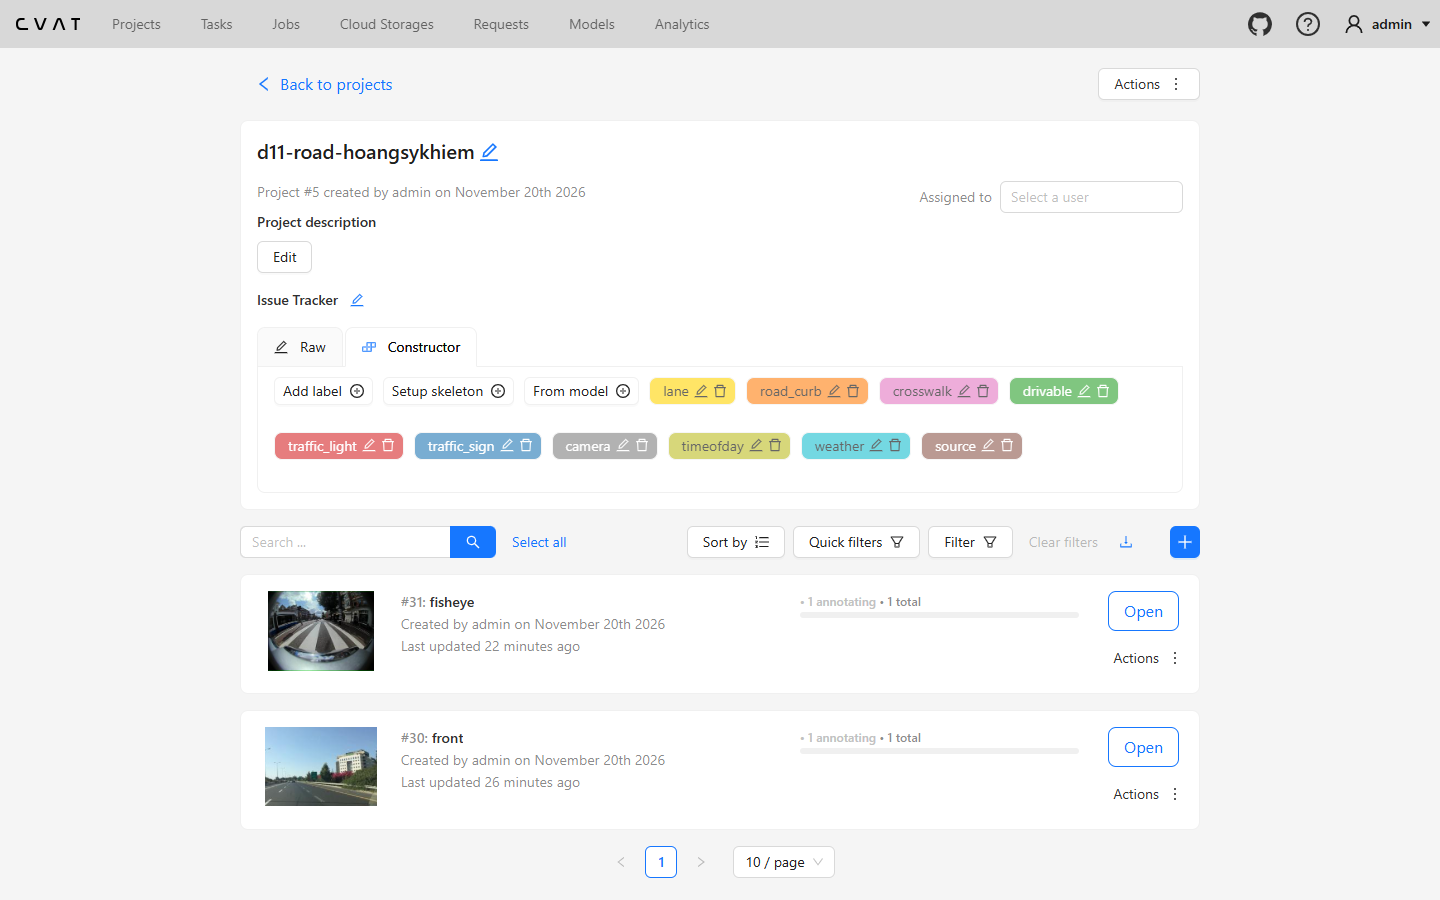 CVAT Projects Tasks Jobs Cloud Storages Requests Models Analytics admin
Back to projects Actions
d11-road-hoangsykhiem
Project #5 created by admin on November 20th 2026
Assigned to Select a user
Project description
Edit
Issue Tracker
Raw Constructor
Add label Setup skeleton From model lane road_curb crosswalk drivable
traffic_light traffic_sign camera timeofday weather source
Search ... Select all Sort by Quick filters Filter Clear filters
#31: fisheye • 1 annotating • 1 total Open
Created by admin on November 20th 2026
Last updated 22 minutes ago Actions
#30: front • 1 annotating • 1 total Open
Created by admin on November 20th 2026
Last updated 26 minutes ago Actions
1 10 / page